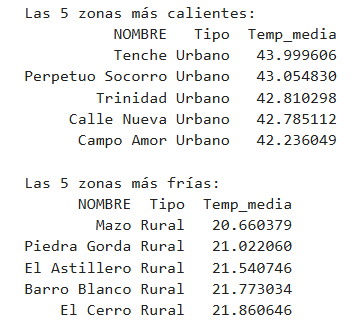 Las 5 zonas más calientes:
NOMBRE Tipo Temp_media
Tenche Urbano 43.999606
Perpetuo Socorro Urbano 43.054830
Trinidad Urbano 42.810298
Calle Nueva Urbano 42.785112
Campo Amor Urbano 42.236049
Las 5 zonas más frías:
NOMBRE Tipo Temp_media
Mazo Rural 20.660379
Piedra Gorda Rural 21.022060
El Astillero Rural 21.540746
Barro Blanco Rural 21.773034
El Cerro Rural 21.860646